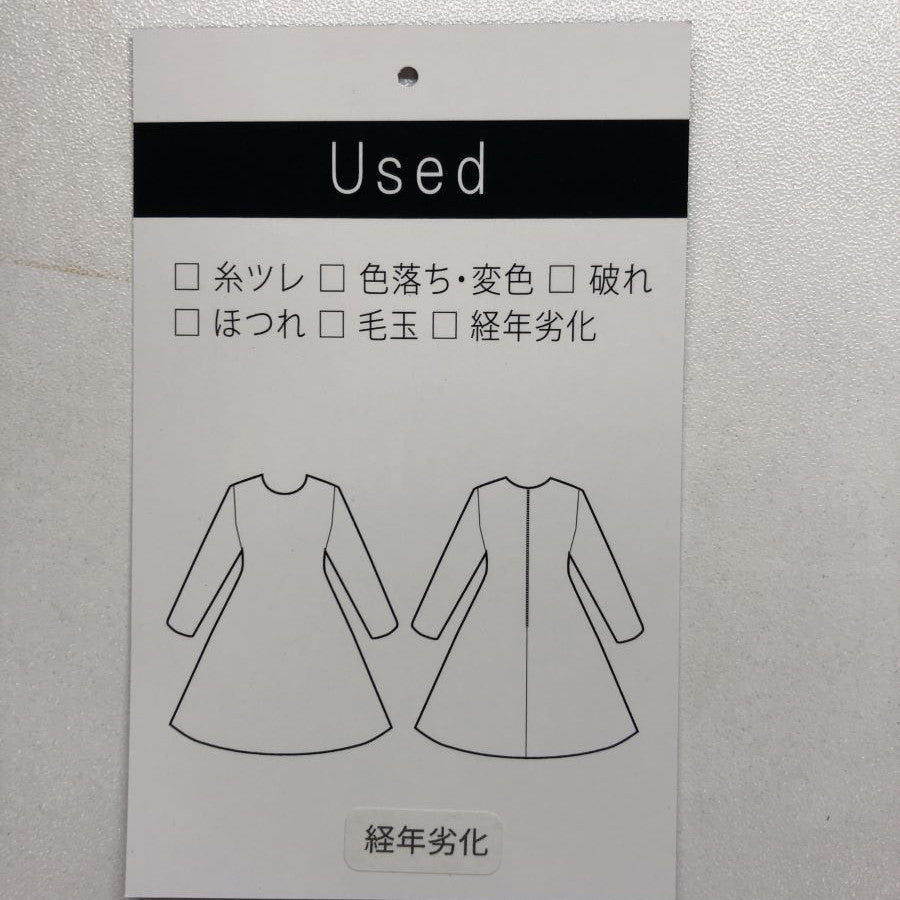 Used
□ 糸ツレ □ 色落ち・変色 □ 破れ
□ ほつれ □ 毛玉 □ 経年劣化
経年劣化